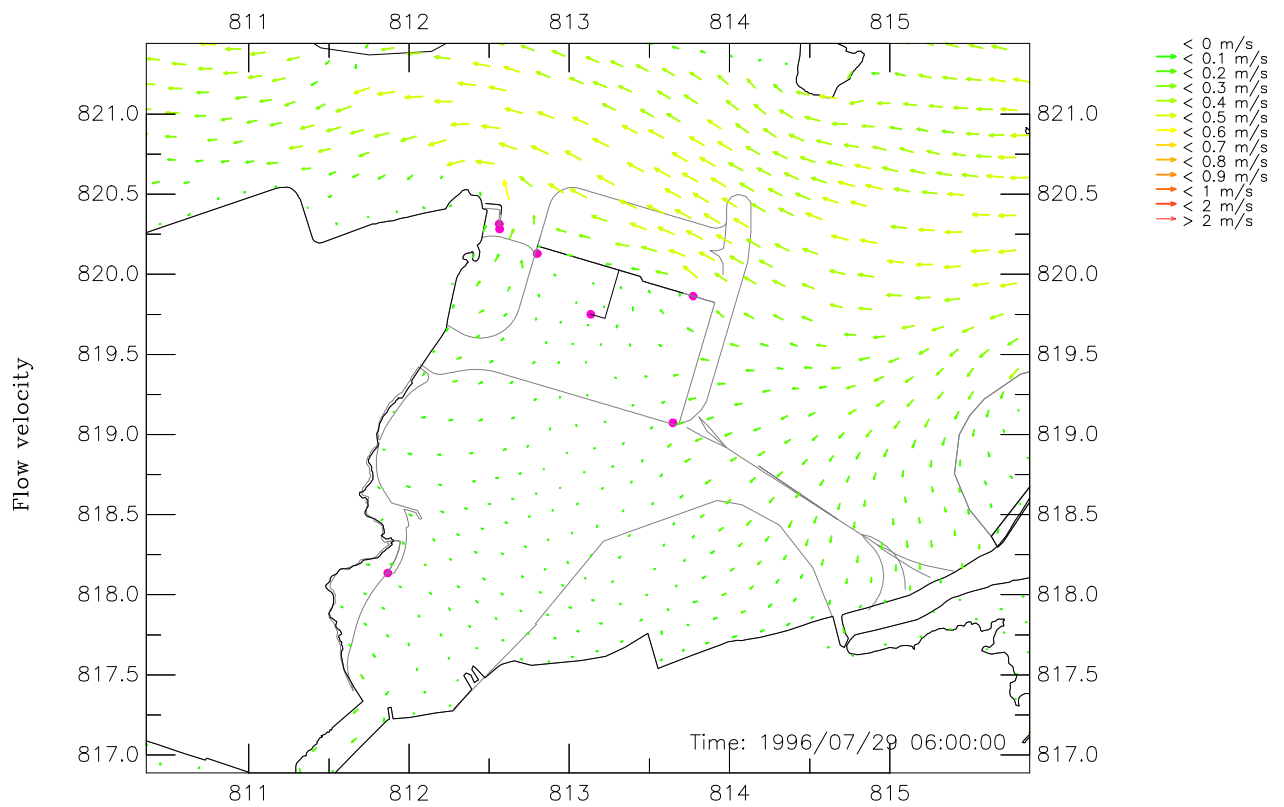 811 812 813 814 815
< 0 m/s
< 0.1 m/s
< 0.2 m/s
< 0.3 m/s
< 0.4 m/s
< 0.5 m/s
< 0.6 m/s
< 0.7 m/s
< 0.8 m/s
< 0.9 m/s
< 1 m/s
< 2 m/s
> 2 m/s
821.0 821.0
820.5 820.5
820.0 820.0
819.5 819.5
Flow velocity
819.0 819.0
818.5 818.5
818.0 818.0
817.5 817.5
Time: 1996/07/29 06:00:00
817.0 817.0
811 812 813 814 815